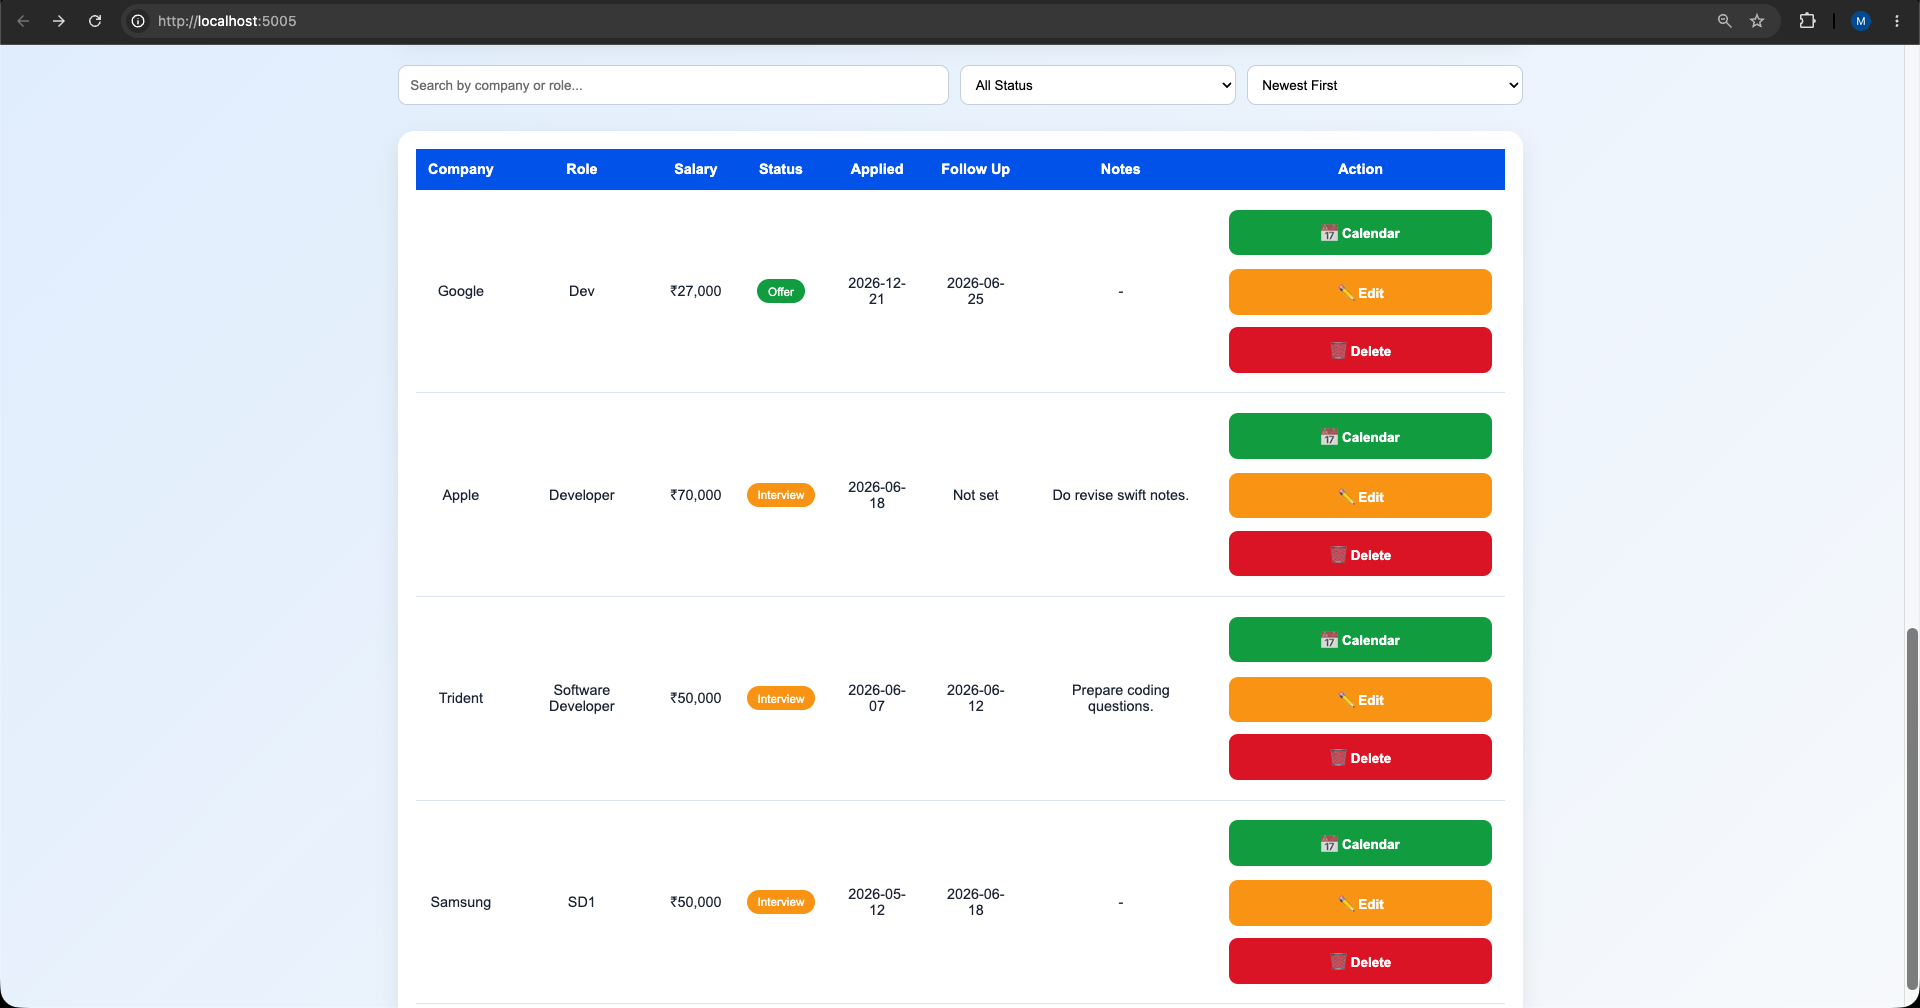 http://localhost:5005
M
Search by company or role...
All Status
Newest First
Company Role Salary Status Applied Follow Up Notes Action
Google Dev ₹27,000 Offer 2026-12-21 2026-06-25 -
17 Calendar
Edit
Delete
Apple Developer ₹70,000 Interview 2026-06-18 Not set Do revise swift notes.
17 Calendar
Edit
Delete
Trident Software Developer ₹50,000 Interview 2026-06-07 2026-06-12 Prepare coding questions.
17 Calendar
Edit
Delete
Samsung SD1 ₹50,000 Interview 2026-05-12 2026-06-18 -
17 Calendar
Edit
Delete